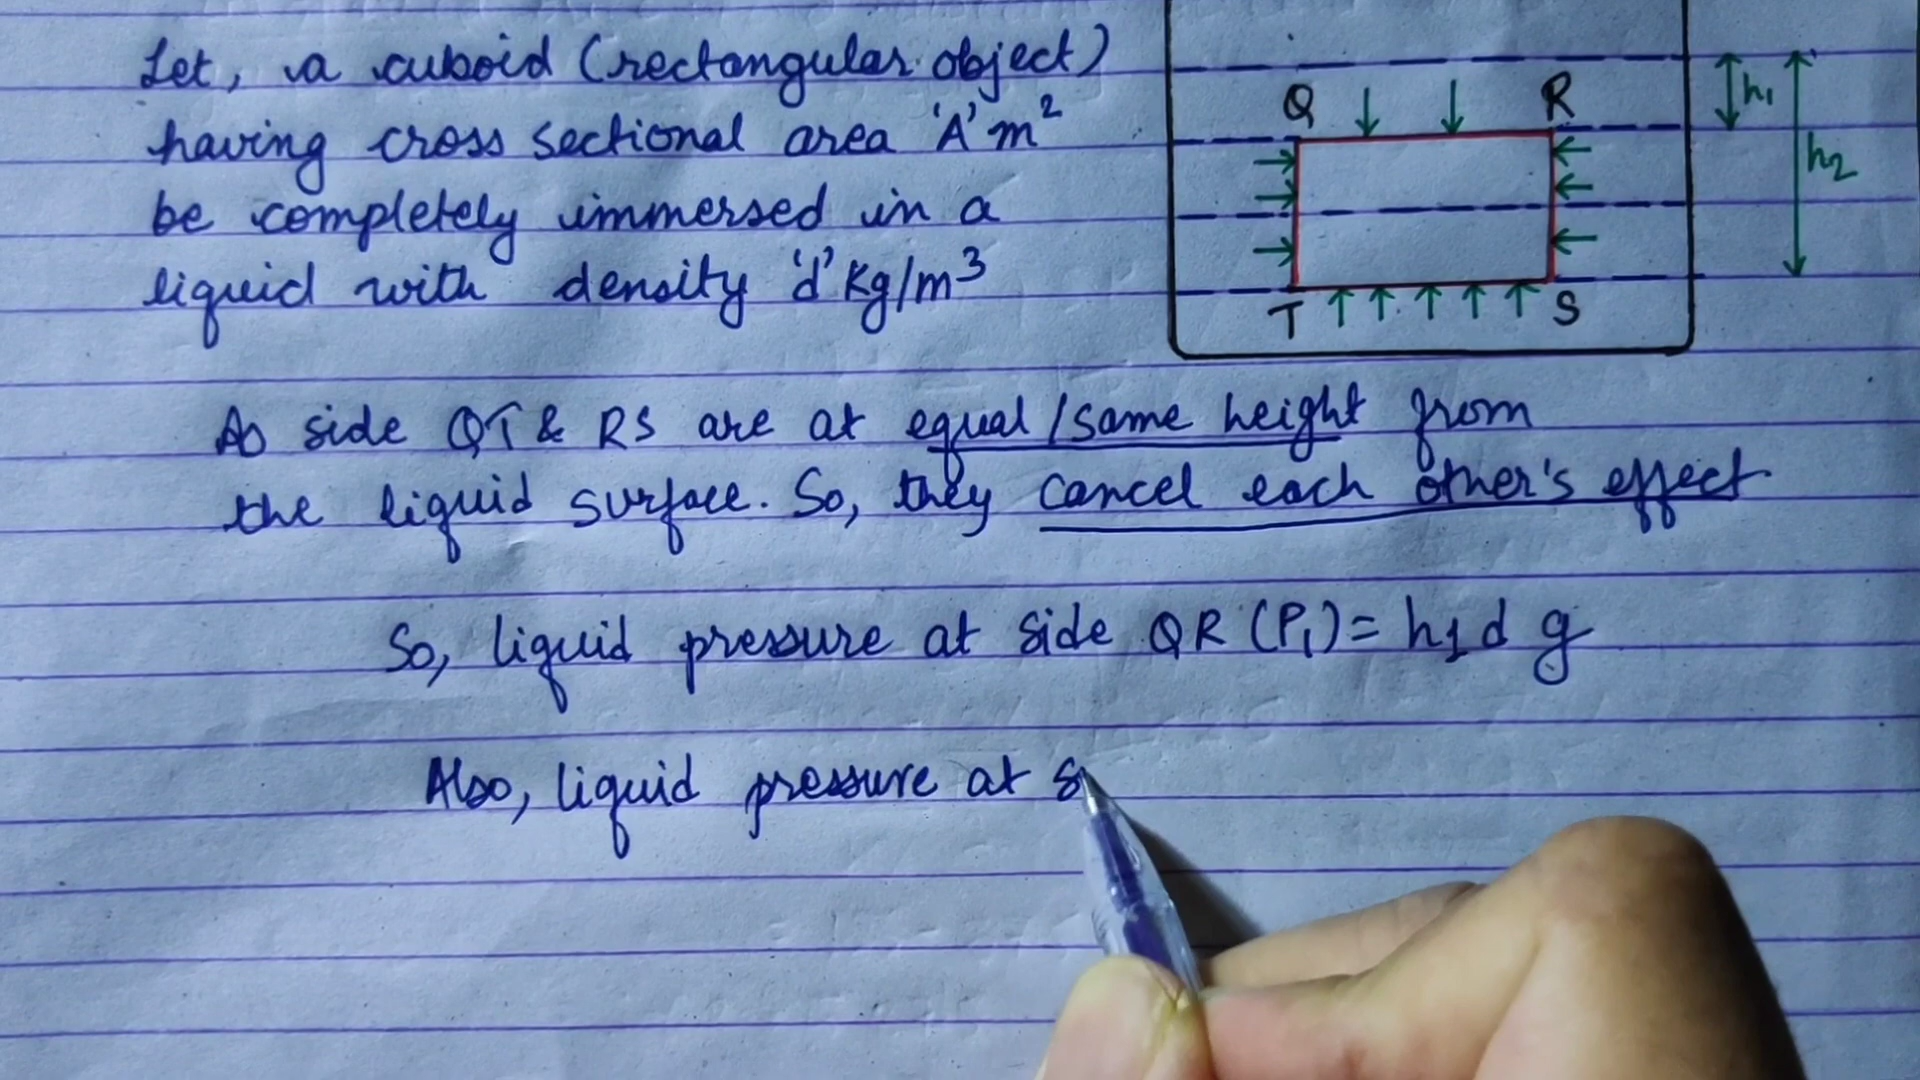 Let, a cuboid (rectangular object)
having cross sectional area 'A' m²
be completely immersed in a
liquid with density 'd' Kg/m³
Q R
h₁
h₂
T S
As side QT & RS are at equal/same height from
the liquid surface. So, they cancel each other's effect
So, liquid pressure at side QR (P₁) = h₁ d g
Also, liquid pressure at s